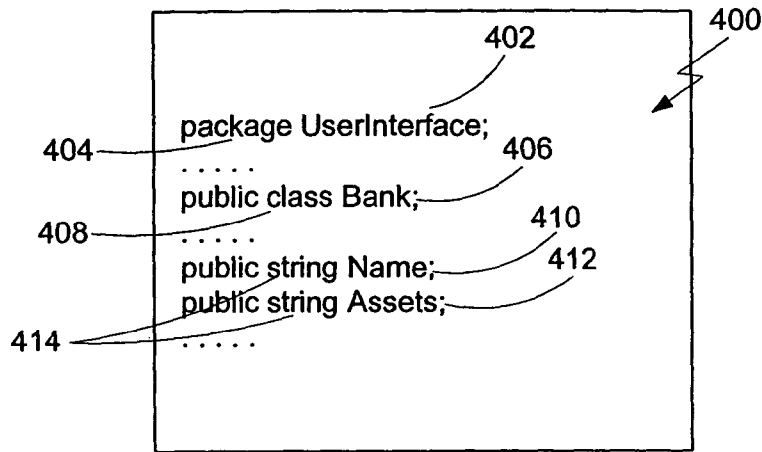 402
400
package UserInterface;
404
. . . . .
406
public class Bank;
408
. . . . .
410
public string Name;
412
public string Assets;
414
. . . . .